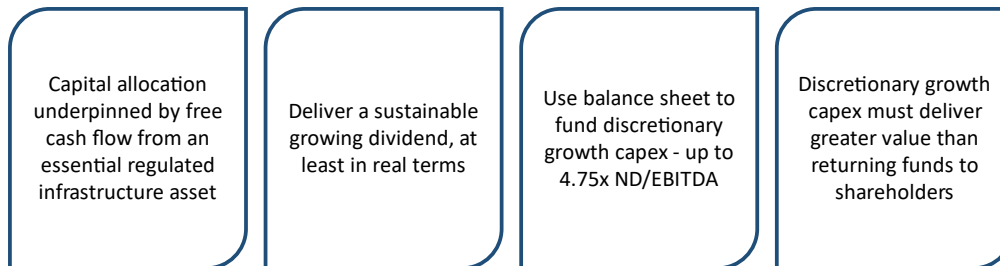 Capital allocation
underpinned by free
cash flow from an
essential regulated
infrastructure asset
Deliver a sustainable
growing dividend, at
least in real terms
Use balance sheet to
fund discretionary
growth capex - up to
4.75x ND/EBITDA
Discretionary growth
capex must deliver
greater value than
returning funds to
shareholders